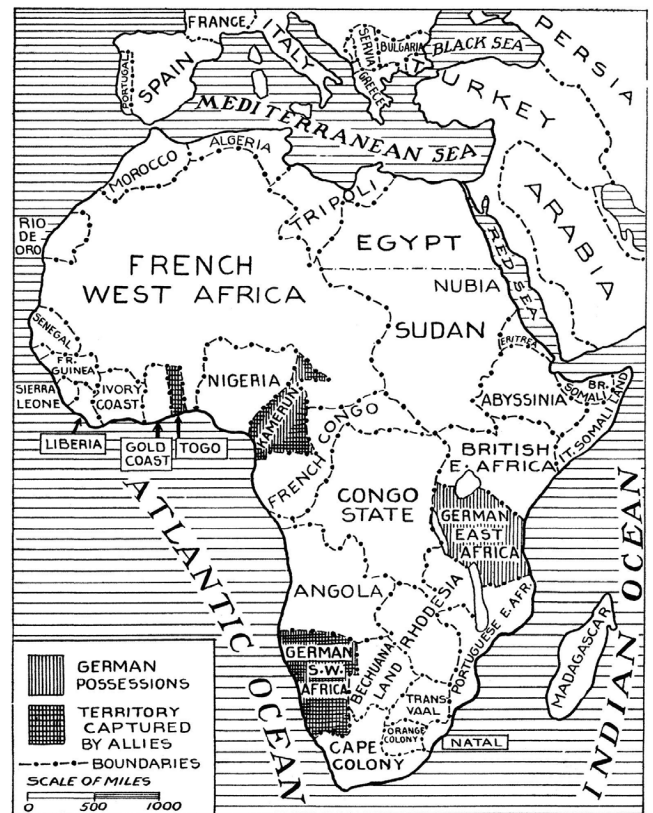 FRANCE
ITALY
SERVIA
BULGARIA
BLACK SEA
PERSIA
PORTUGAL
SPAIN
GREECE
TURKEY
MEDITERRANEAN SEA
MOROCCO
ALGERIA
TRIPOLI
ARABIA
RIO
DE
ORO
EGYPT
RED SEA
FRENCH
WEST AFRICA
NUBIA
SENEGAL
SUDAN
ERITREA
FR.
GUINEA
SIERRA
LEONE
IVORY
COAST
NIGERIA
ABYSSINIA
BR.
SOMALI
IT. SOMALI LAND
KAMERUN
LIBERIA
GOLD
COAST
TOGO
FRENCH CONGO
BRITISH
E. AFRICA
CONGO
STATE
GERMAN
EAST
AFRICA
ATLANTIC OCEAN
INDIAN OCEAN
ANGOLA
RHODESIA
PORTUGUESE E. AFR.
MADAGASCAR
GERMAN
S.W.
AFRICA
BECHUANA
LAND
TRANS
VAAL
ORANGE
COLONY
NATAL
CAPE
COLONY
GERMAN
POSSESSIONS
TERRITORY
CAPTURED
BY ALLIES
BOUNDARIES
SCALE OF MILES
0 500 1000